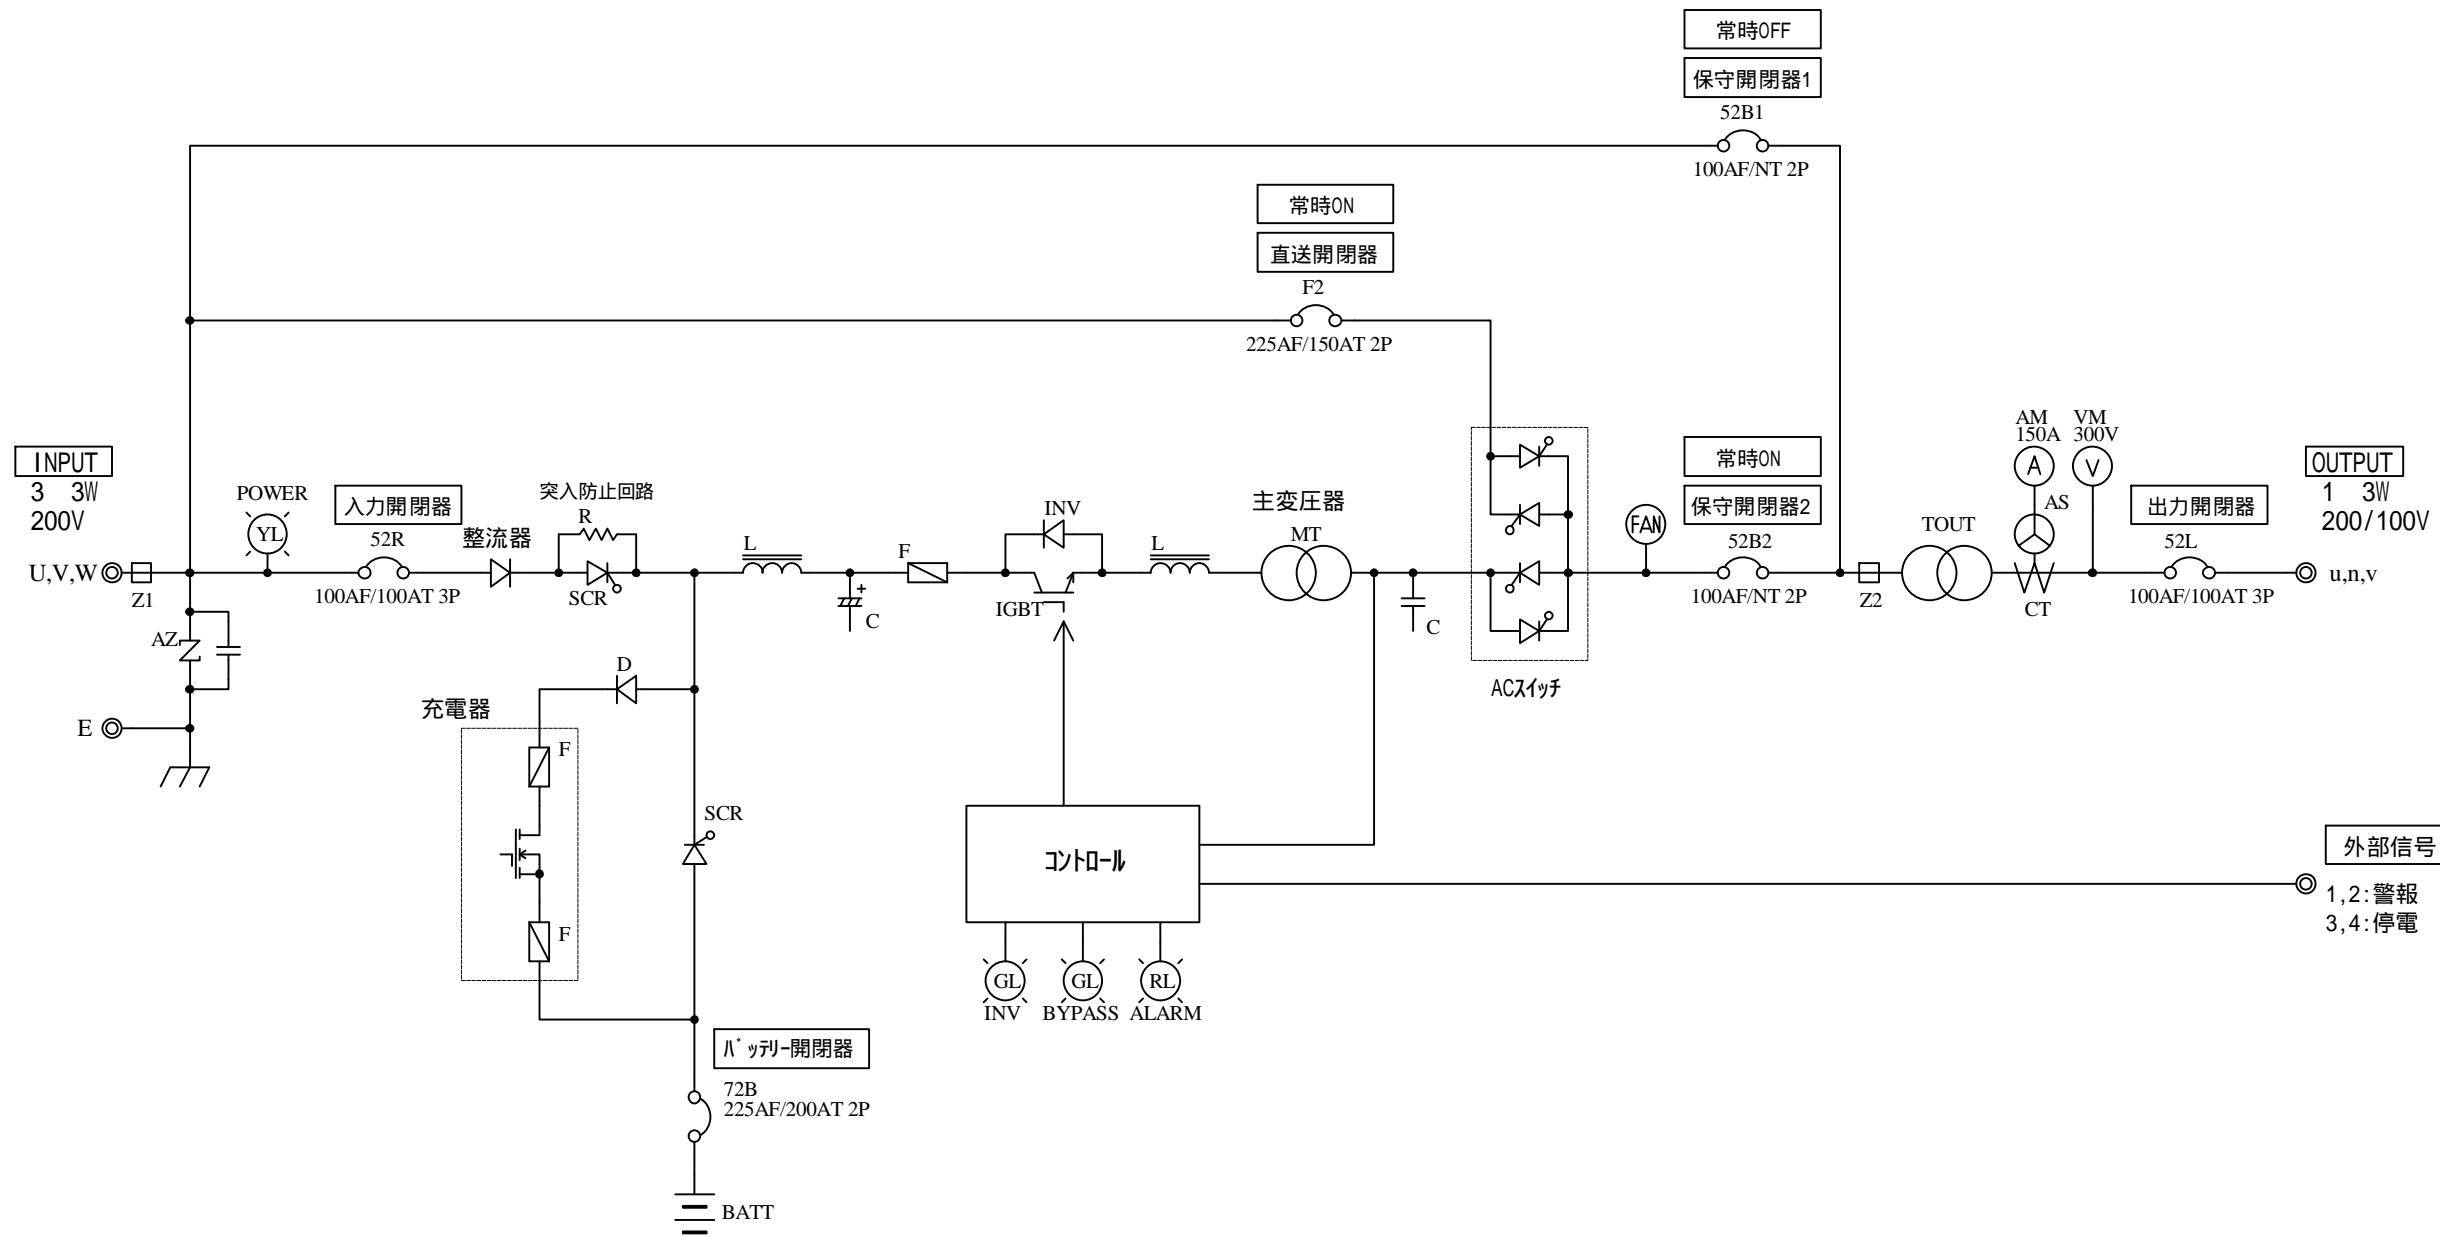 常時OFF
保守開閉器1
52B1
100AF/NT 2P
常時ON
直送開閉器
F2
225AF/150AT 2P
INPUT
3 3W
200V
U,V,W
Z1
POWER
YL
入力開閉器
52R
100AF/100AT 3P
整流器
突入防止回路
R
SCR
L
+
C
F
INV
IGBT
L
主変圧器
MT
C
ACスイッチ
FAN
常時ON
保守開閉器2
52B2
100AF/NT 2P
Z2
TOUT
AM
150A
A
AS
CT
VM
300V
V
出力開閉器
52L
100AF/100AT 3P
OUTPUT
1 3W
200/100V
u,n,v
AZ
E
充電器
D
F
F
SCR
コントロール
GL
INV
GL
BYPASS
RL
ALARM
外部信号
1,2:警報
3,4:停電
バッテリー開閉器
72B
225AF/200AT 2P
BATT